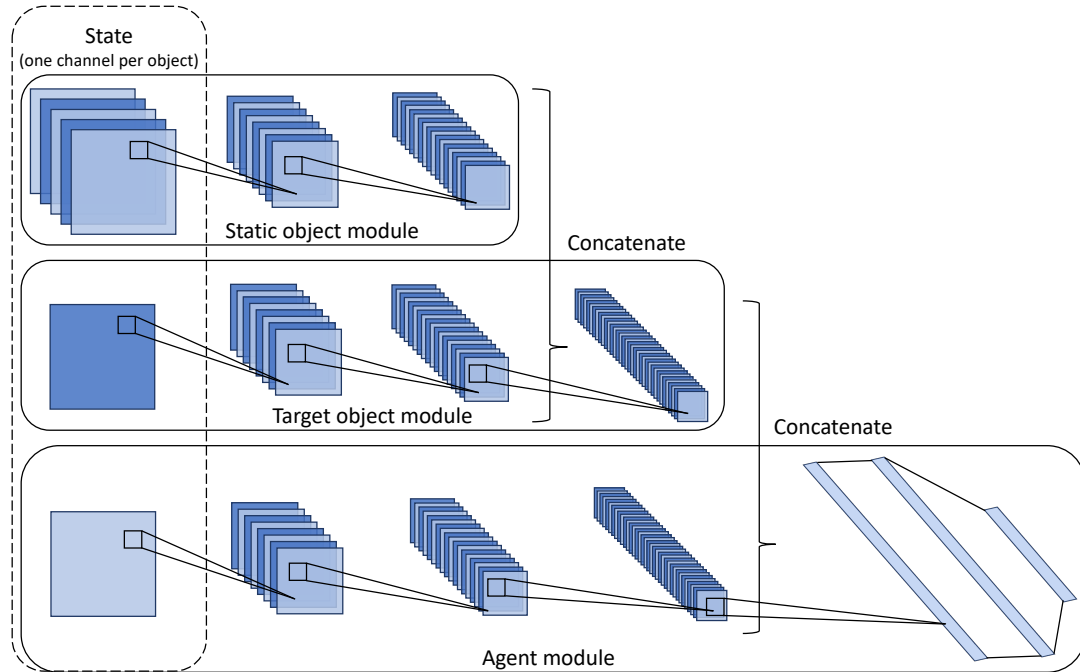 State
(one channel per object)
Static object module
Concatenate
Target object module
Concatenate
Agent module